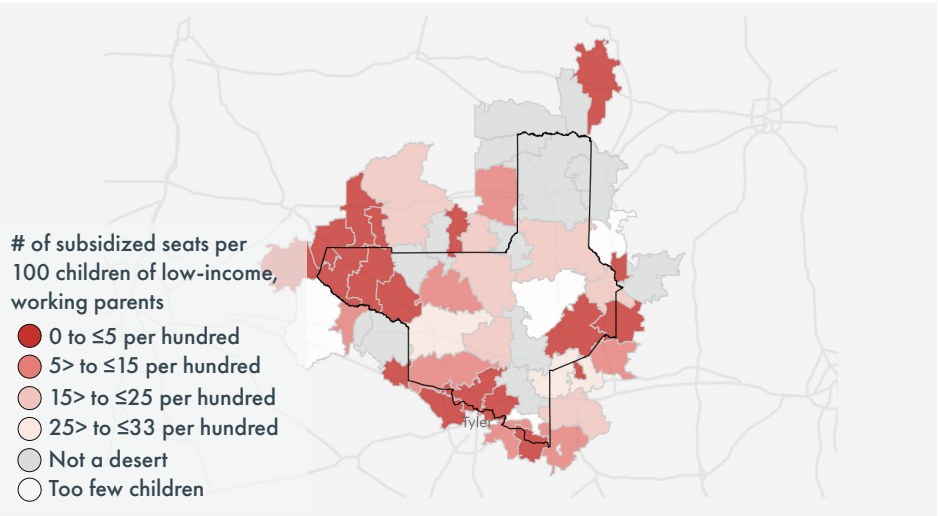 # of subsidized seats per
100 children of low-income,
working parents
0 to ≤5 per hundred
5> to ≤15 per hundred
15> to ≤25 per hundred
25> to ≤33 per hundred
Not a desert
Too few children
Tyler